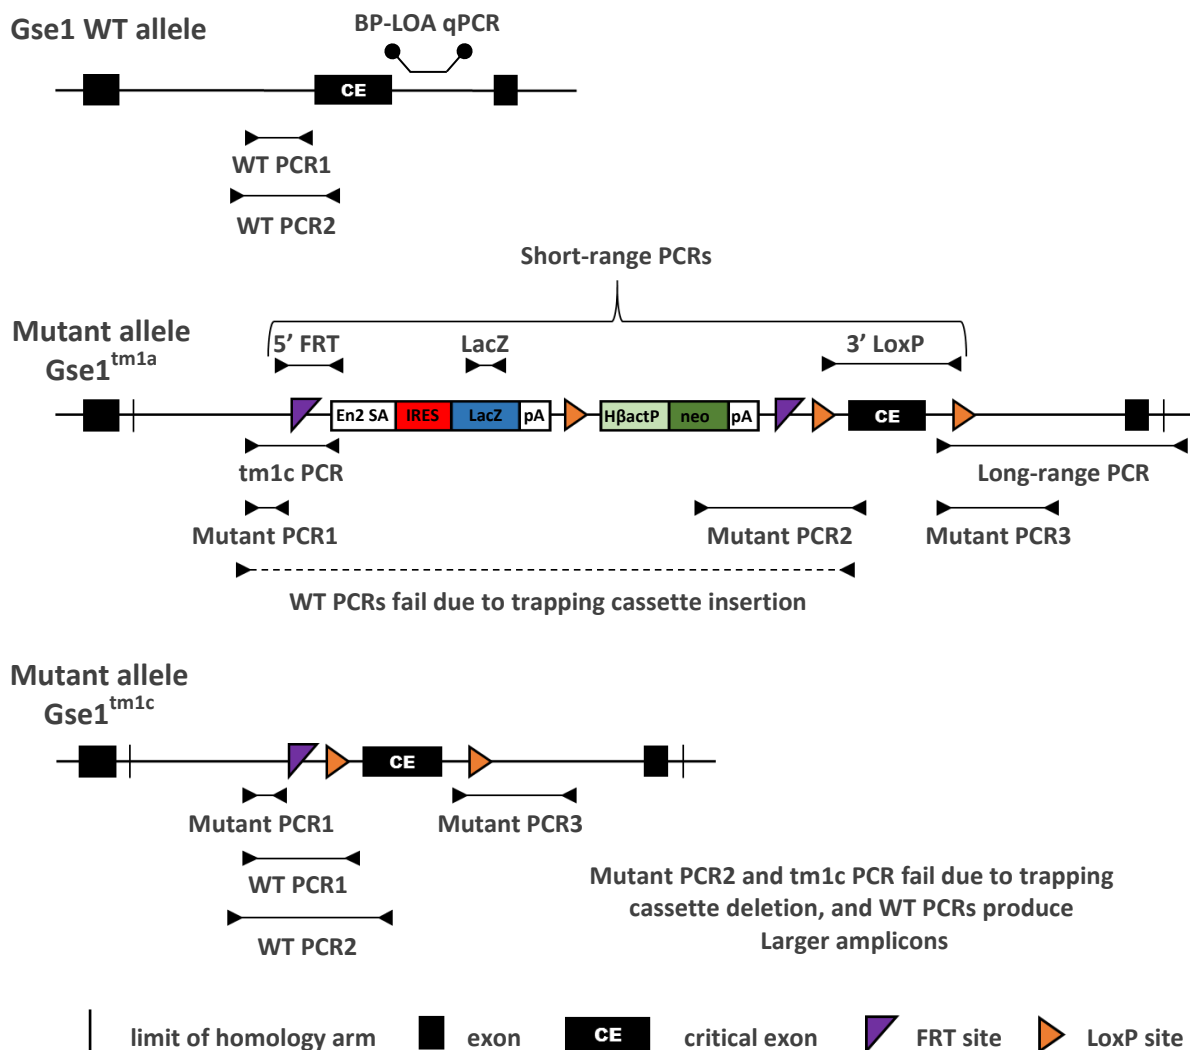 Gse1 WT allele
BP-LOA qPCR
CE
WT PCR1
WT PCR2
Short-range PCRs
Mutant allele
Gse1tm1a
5’ FRT
LacZ
3’ LoxP
En2 SA
IRES
LacZ
pA
HβactP
neo
pA
CE
tm1c PCR
Long-range PCR
Mutant PCR1
Mutant PCR2
Mutant PCR3
WT PCRs fail due to trapping cassette insertion
Mutant allele
Gse1tm1c
CE
Mutant PCR1
Mutant PCR3
WT PCR1
WT PCR2
Mutant PCR2 and tm1c PCR fail due to trapping
cassette deletion, and WT PCRs produce
Larger amplicons
limit of homology arm
exon
CE
critical exon
FRT site
LoxP site